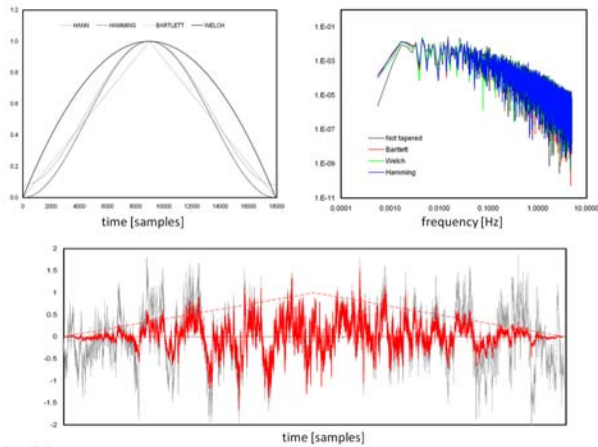 1.2
HANN HAMMING BARTLETT WELCH
1.0
0.8
0.6
0.4
0.2
0.0
0 2000 4000 6000 8000 10000 12000 14000 16000 18000
time [samples]
1.E-01
1.E-03
1.E-05
1.E-07
1.E-09
1.E-11
Not tapered
Bartlett
Welch
Hamming
0.0001 0.0010 0.0100 0.1000 1.0000 10.0000
frequency [Hz]
2
1.5
1
0.5
0
-0.5
-1
-1.5
-2
time [samples]